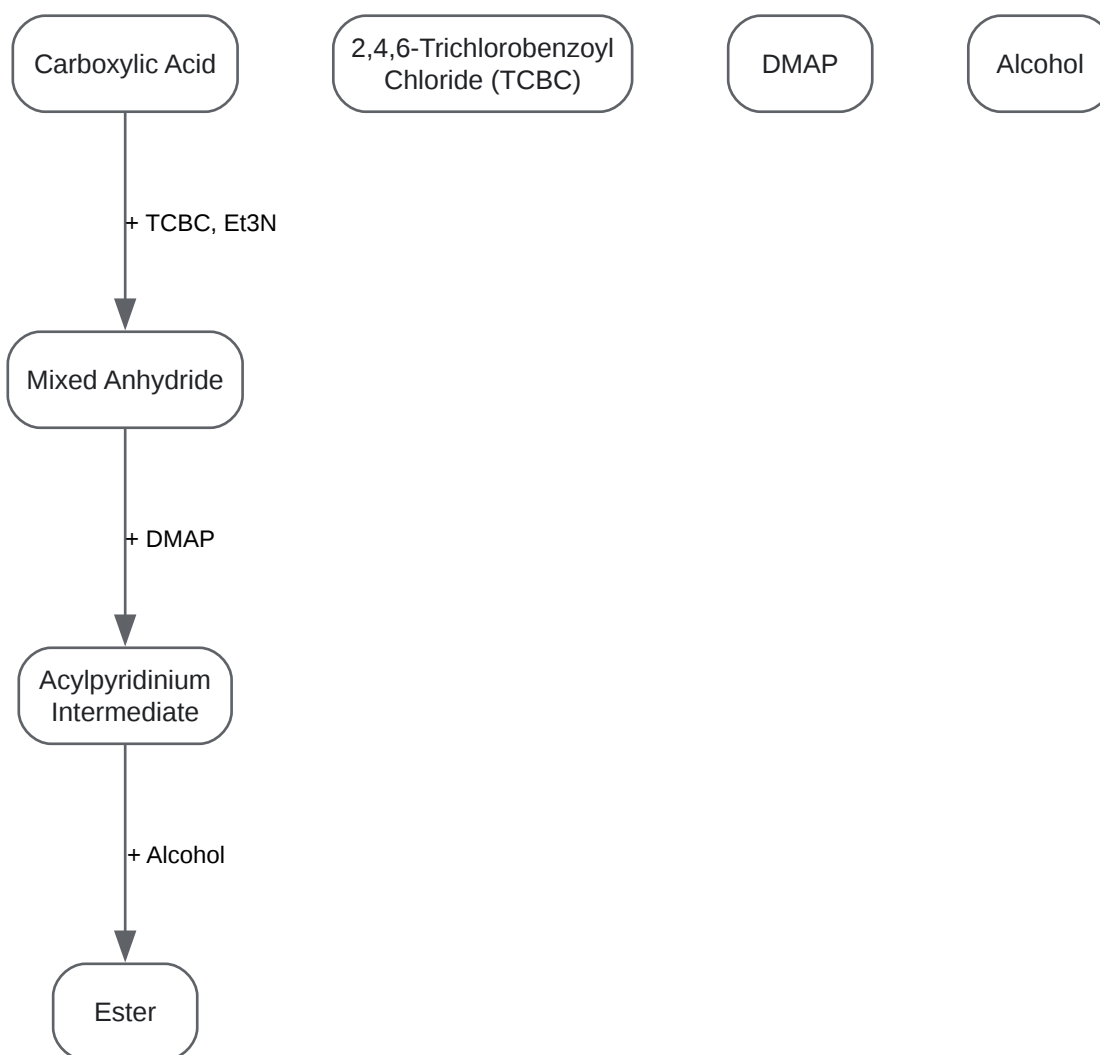 Carboxylic Acid
2,4,6-Trichlorobenzoyl
Chloride (TCBC)
DMAP
Alcohol
+ TCBC, Et3N
Mixed Anhydride
+ DMAP
Acylpyridinium
Intermediate
+ Alcohol
Ester